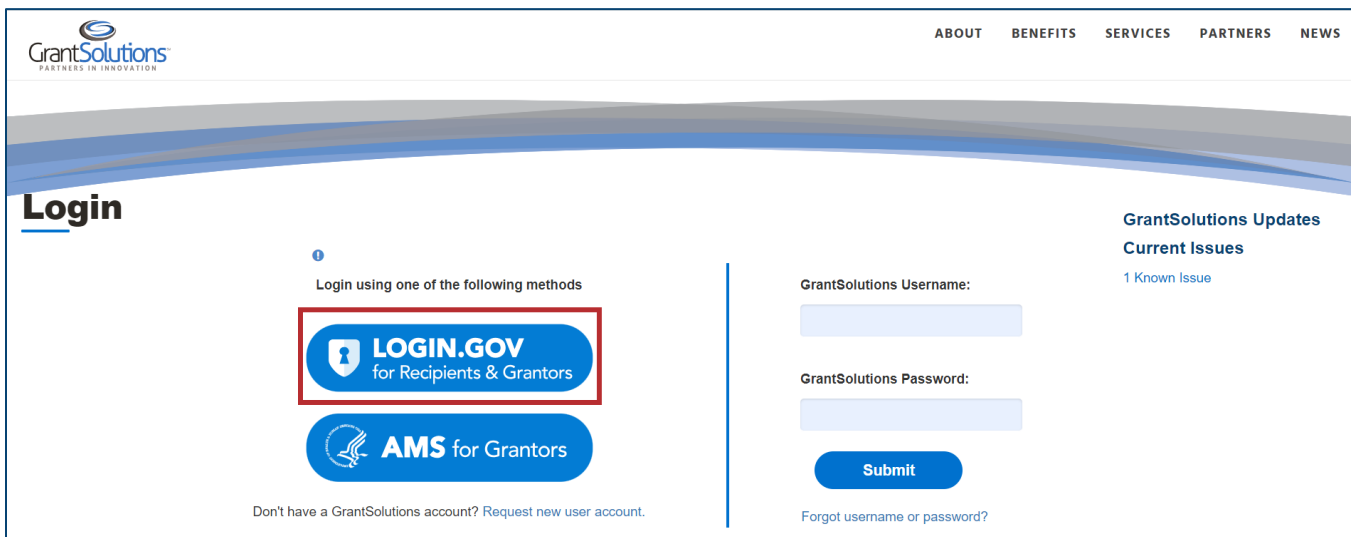 GrantSolutions
PARTNERS IN INNOVATION
ABOUT BENEFITS SERVICES PARTNERS NEWS
Login
Login using one of the following methods
LOGIN.GOV
for Recipients & Grantors
AMS for Grantors
Don't have a GrantSolutions account? Request new user account.
GrantSolutions Username:
GrantSolutions Password:
Submit
Forgot username or password?
GrantSolutions Updates
Current Issues
1 Known Issue